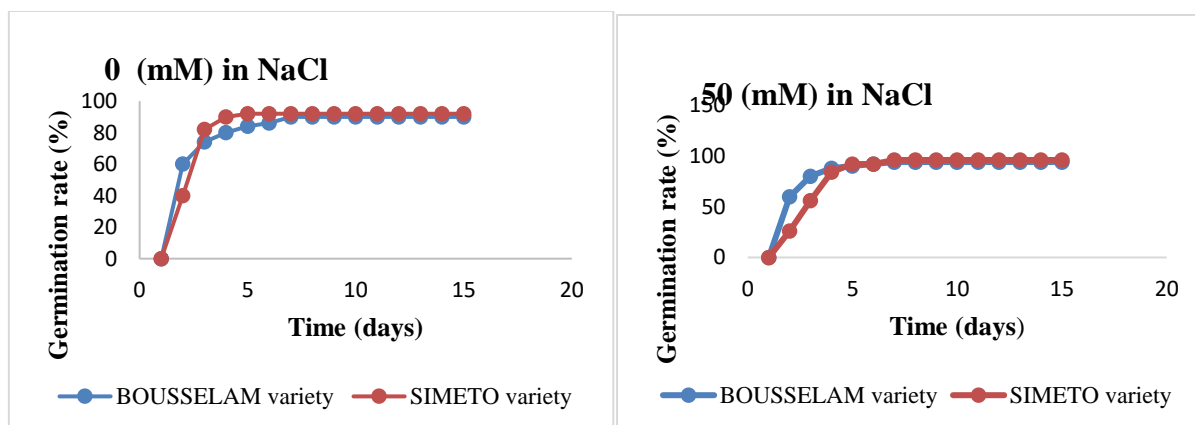 0 (mM) in NaCl
Germination rate (%)
100
80
60
40
20
0
0 5 10 15 20
Time (days)
BOUSSELAM variety SIMETO variety
50 (mM) in NaCl
Germination rate (%)
150
100
50
0
0 5 10 15 20
Time (days)
BOUSSELAM variety SIMETO variety